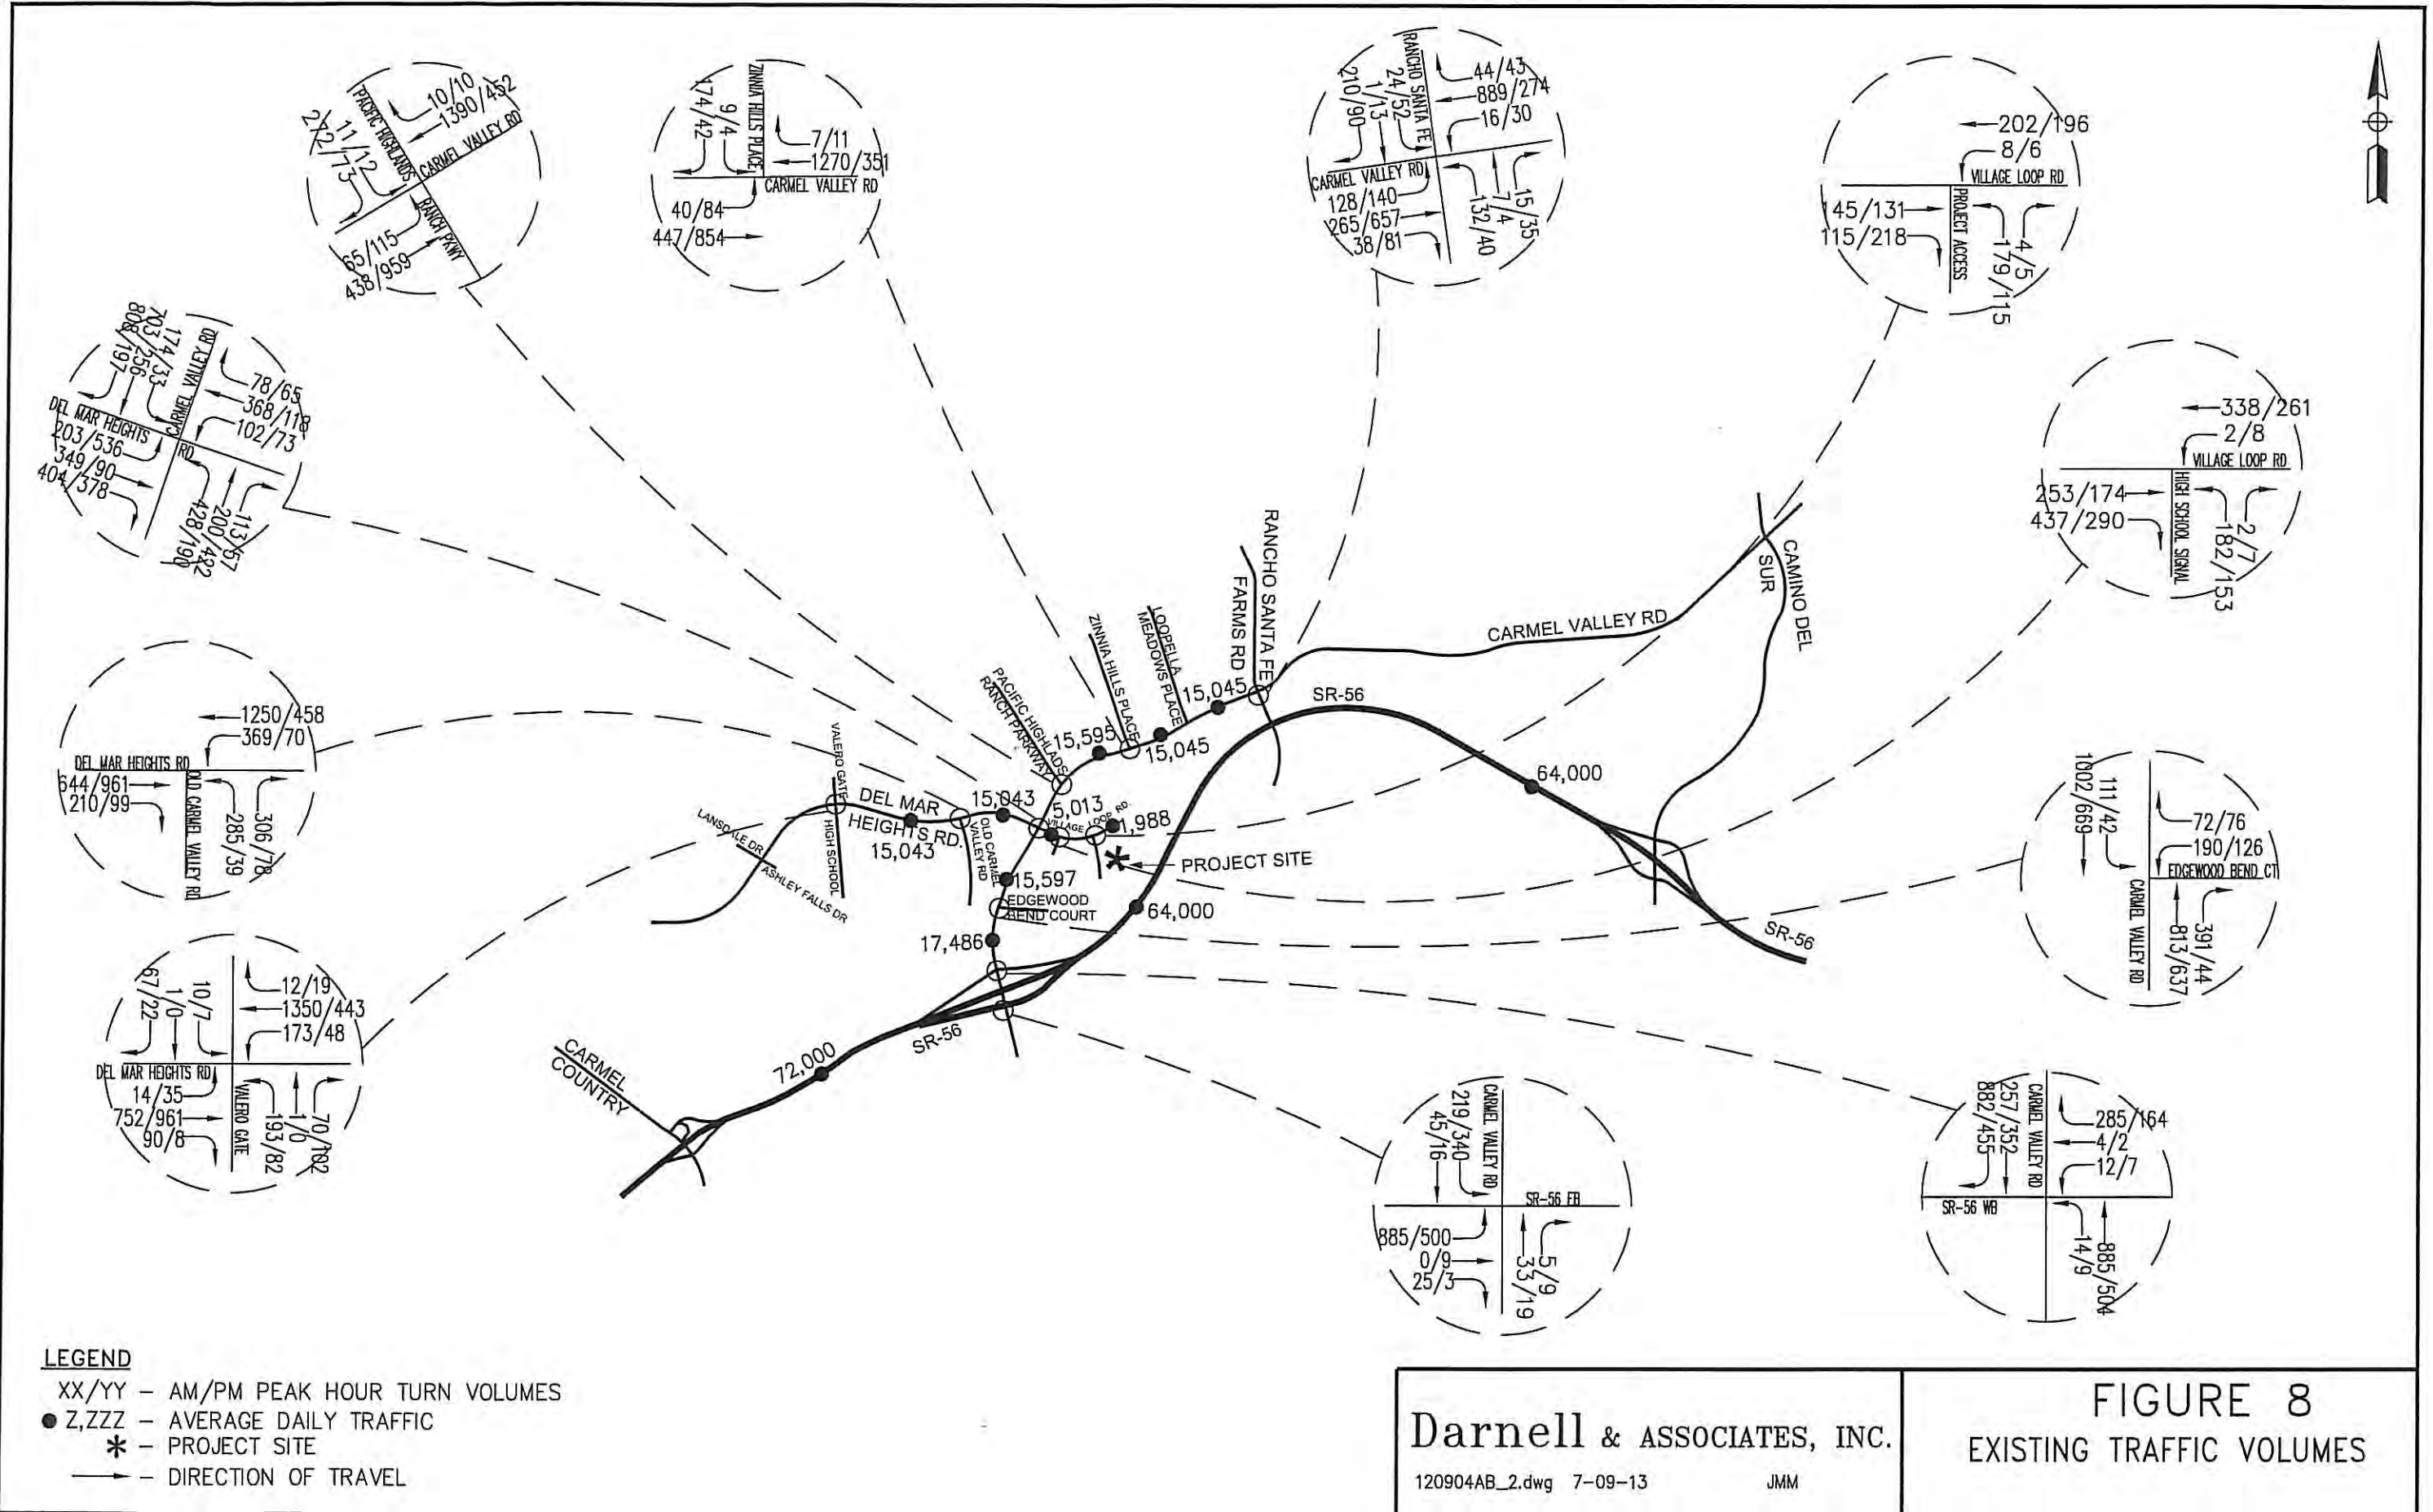 PACIFIC HIGHLANDS
RANCH PKWY
CARMEL VALLEY RD
10/10
1390/452
11/12
272/73
65/115
438/959
ZINNIA HILLS PLACE
CARMEL VALLEY RD
174/42
9/4
7/11
1270/351
40/84
447/854
RANCHO SANTA FE
CARMEL VALLEY RD
210/90
1/13
24/52
44/43
889/274
16/30
128/140
265/657
38/81
132/40
7/4
15/35
202/196
8/6
VILLAGE LOOP RD
PROJECT ACCESS
145/131
115/218
179/115
4/5
808/197
703/256
174/33
CARMEL VALLEY RD
78/65
368/118
102/73
DEL MAR HEIGHTS
RD
203/536
349/90
404/378
428/190
200/422
113/57
338/261
2/8
VILLAGE LOOP RD
HIGH SCHOOL SIGNAL
253/174
437/290
182/153
2/7
1250/458
369/70
DEL MAR HEIGHTS RD
OLD CARMEL VALLEY RD
644/961
210/99
285/39
306/78
1002/669
111/42
72/76
190/126
EDGEWOOD BEND CT
CARMEL VALLEY RD
813/637
391/44
67/22
1/0
10/7
12/19
1350/443
173/48
DEL MAR HEIGHTS RD
VALERO GATE
14/35
752/961
90/8
193/82
1/0
70/102
45/16
219/340
CARMEL VALLEY RD
SR-56 EB
885/500
0/9
25/3
33/19
5/9
882/455
257/352
CARMEL VALLEY RD
285/164
4/2
12/7
SR-56 WB
14/9
885/504
RANCHO SANTA FE
FARMS RD
CAMINO DEL
SUR
CARMEL VALLEY RD
LOOPELLA
MEADOWS PLACE
ZINNIA HILLS PLACE
PACIFIC HIGHLADS
RANCH PARKWAY
15,045
15,595
15,045
SR-56
64,000
VALERO GATE
HIGH SCHOOL
DEL MAR
HEIGHTS RD.
15,043
15,043
5,013
VILLAGE LOOP RD.
1,988
OLD CARMEL
VALLEY RD
LANSDALE DR
ASHLEY FALLS DR
PROJECT SITE
15,597
EDGEWOOD
BEND COURT
64,000
17,486
SR-56
SR-56
72,000
CARMEL
COUNTRY
LEGEND
XX/YY – AM/PM PEAK HOUR TURN VOLUMES
● Z,ZZZ – AVERAGE DAILY TRAFFIC
* – PROJECT SITE
– DIRECTION OF TRAVEL
Darnell & ASSOCIATES, INC.
120904AB_2.dwg 7-09-13 JMM
FIGURE 8
EXISTING TRAFFIC VOLUMES